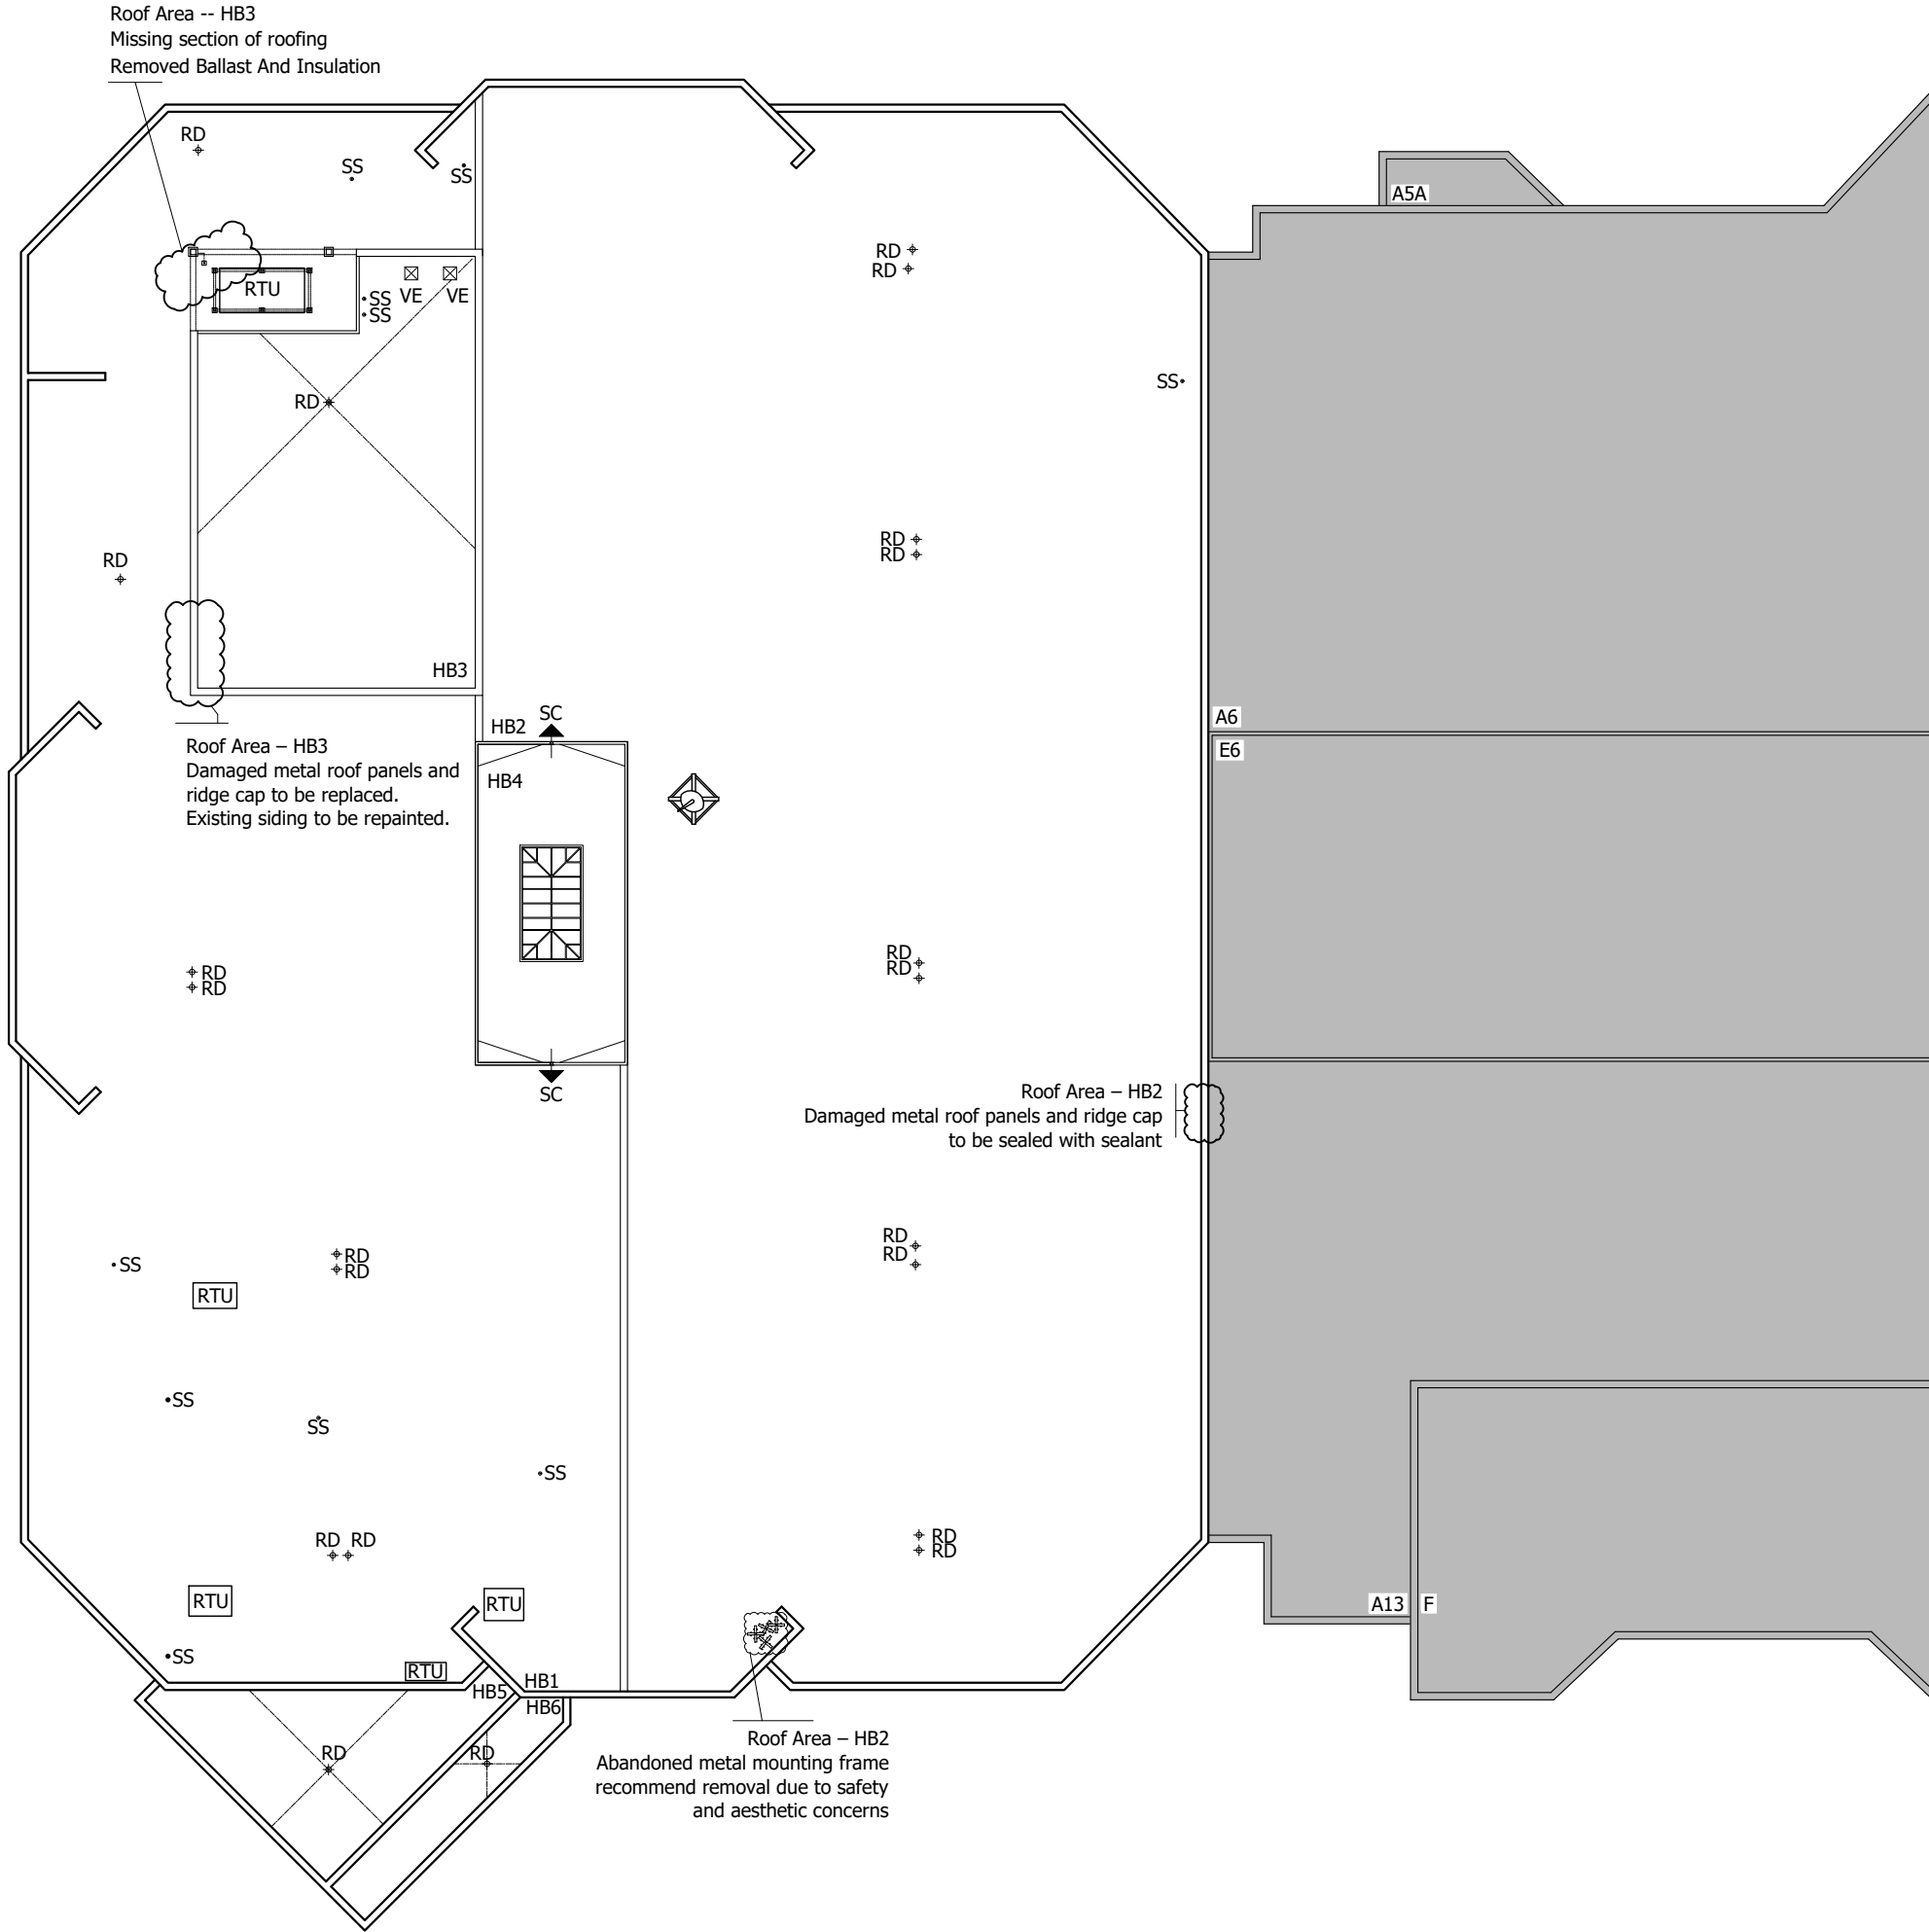 Roof Area -- HB3
Missing section of roofing
Removed Ballast And Insulation
RD
SS
SS
A5A
RD
RD
RTU
SS
VE
VE
SS
SS
RD
RD
RD
RD
HB3
HB2
SC
A6
Roof Area – HB3
Damaged metal roof panels and
ridge cap to be replaced.
Existing siding to be repainted.
HB4
E6
RD
RD
RD
RD
SC
Roof Area – HB2
Damaged metal roof panels and ridge cap
to be sealed with sealant
RD
RD
RD
RD
SS
RTU
SS
SS
SS
RD RD
RD
RD
RTU
RTU
A13
F
SS
RTU
HB5
HB1
HB6
RD
RD
Roof Area – HB2
Abandoned metal mounting frame
recommend removal due to safety
and aesthetic concerns